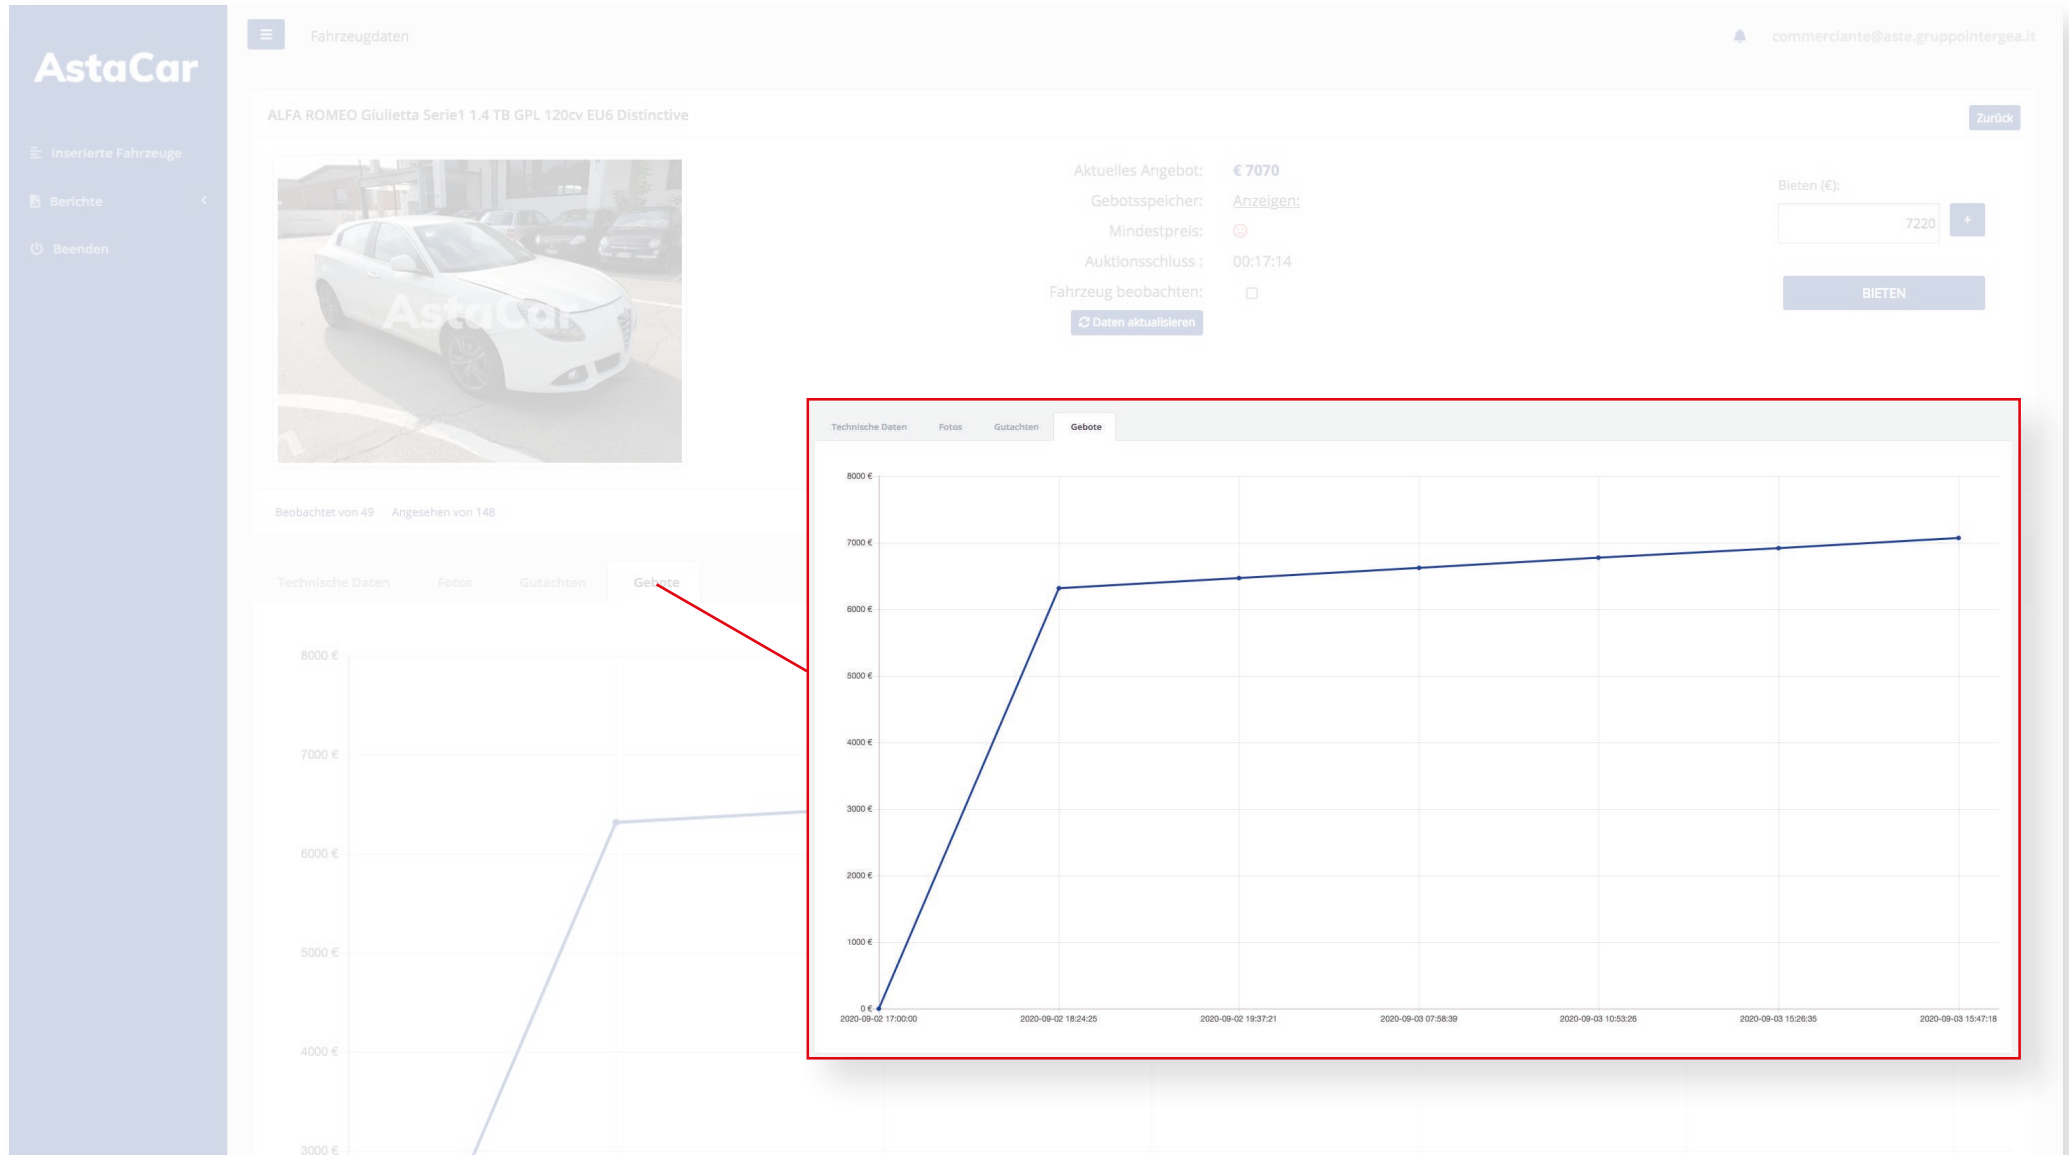 AstaCar
Inserierte Fahrzeuge
Berichte
Beenden
Fahrzeugdaten
commerciante@aste.gruppointergea.it
ALFA ROMEO Giulietta Serie1 1.4 TB GPL 120cv EU6 Distinctive
Zurück
AstaCar
Aktuelles Angebot: € 7070
Gebotsspeicher: Anzeigen:
Mindestpreis:
Auktionsschluss : 00:17:14
Fahrzeug beobachten:
Daten aktualisieren
Bieten (€):
7220 +
BIETEN
Beobachtet von 49 Angesehen von 148
Technische Daten Fotos Gutachten Gebote
8000 €
7000 €
6000 €
5000 €
4000 €
3000 €
Technische Daten Fotos Gutachten Gebote
8000 €
7000 €
6000 €
5000 €
4000 €
3000 €
2000 €
1000 €
0 €
2020-09-02 17:00:00 2020-09-02 18:24:25 2020-09-02 19:37:21 2020-09-03 07:58:39 2020-09-03 10:53:26 2020-09-03 15:26:35 2020-09-03 15:47:18